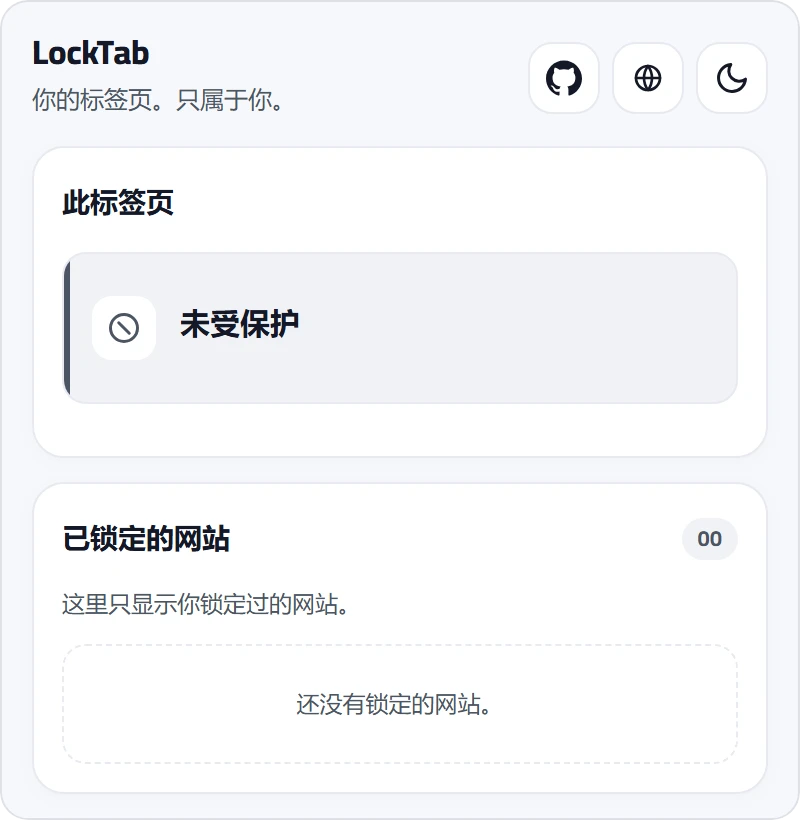 LockTab
你的标签页。只属于你。
此标签页
未受保护
已锁定的网站
00
这里只显示你锁定过的网站。
还没有锁定的网站。